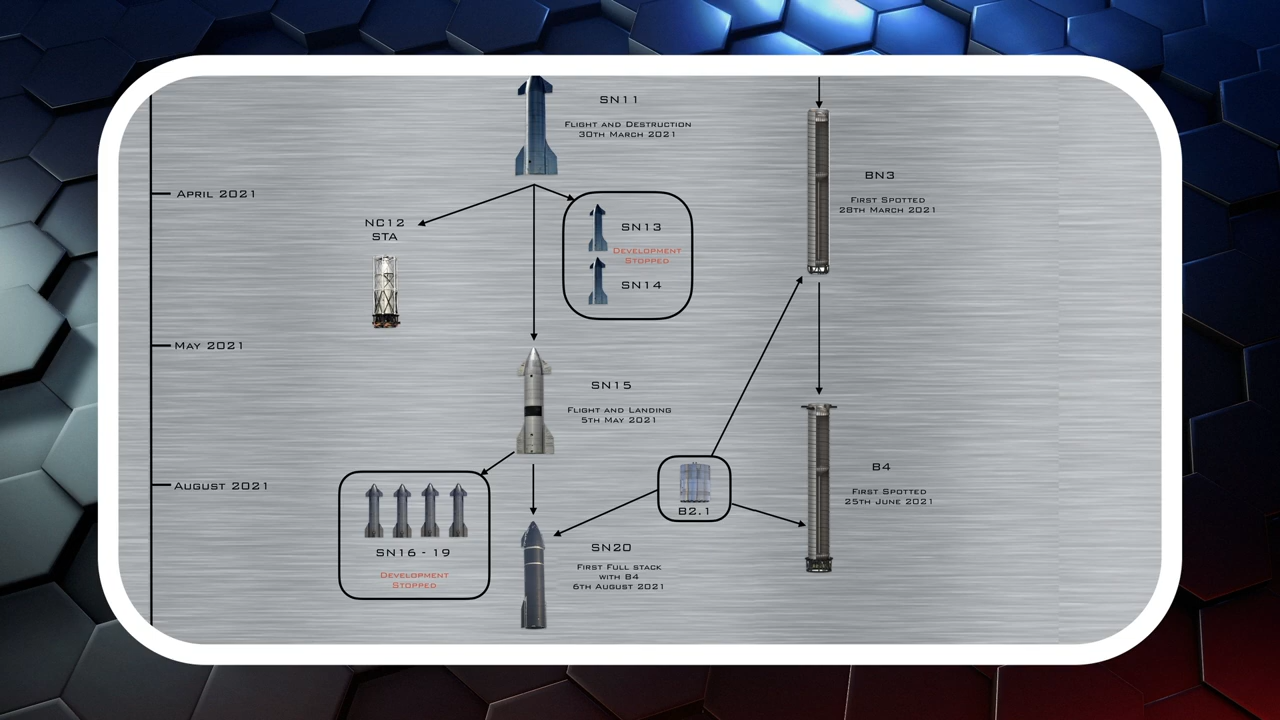 SN11
Flight and Destruction
30th March 2021
BN3
First Spotted
28th March 2021
April 2021
NC12
STA
SN13
Development
Stopped
SN14
May 2021
SN15
Flight and Landing
5th May 2021
B4
First Spotted
25th June 2021
August 2021
B2.1
SN16 - 19
Development
Stopped
SN20
First Full stack
with B4
6th August 2021